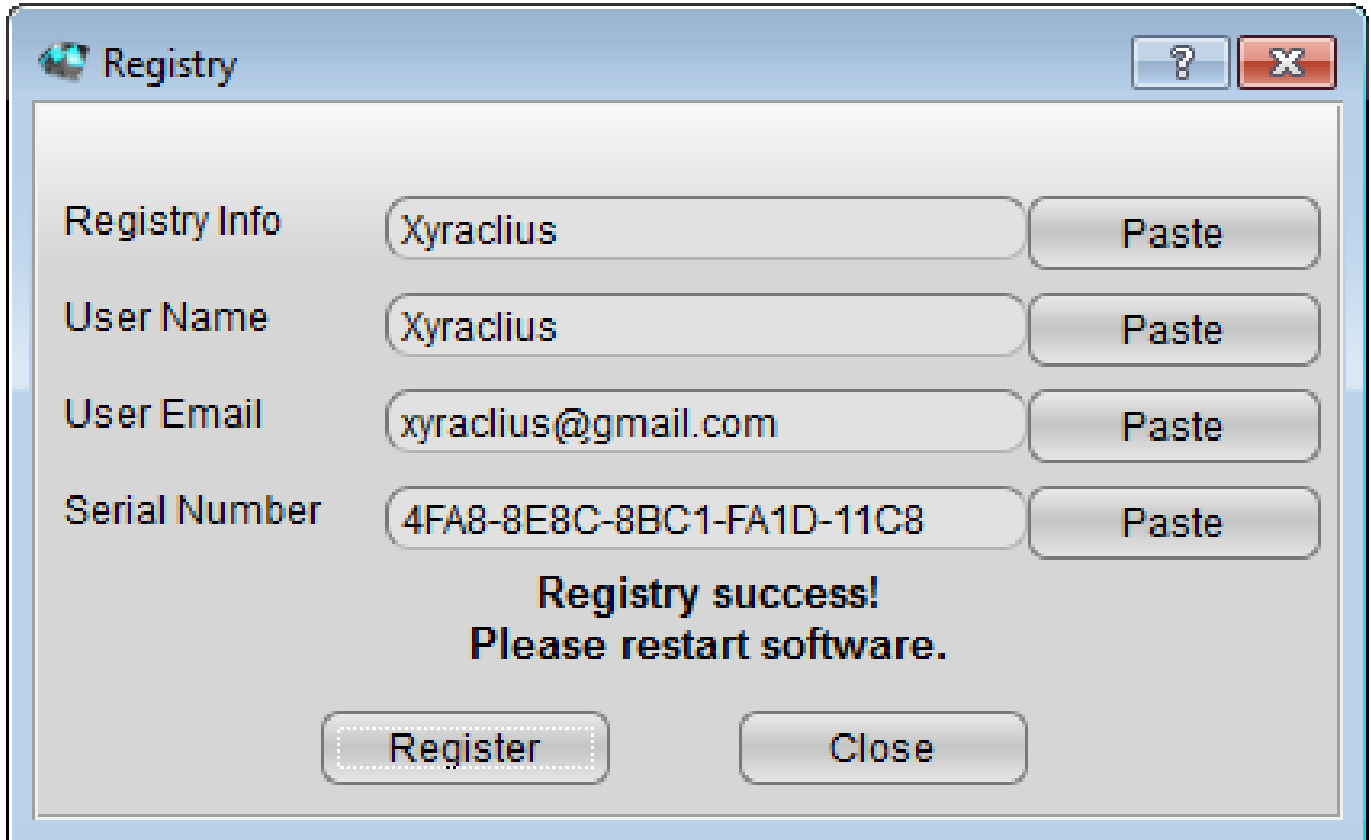 Registry
Registry Info Xyraclius Paste
User Name Xyraclius Paste
User Email xyraclius@gmail.com Paste
Serial Number 4FA8-8E8C-8BC1-FA1D-11C8 Paste
Registry success!
Please restart software.
Register Close